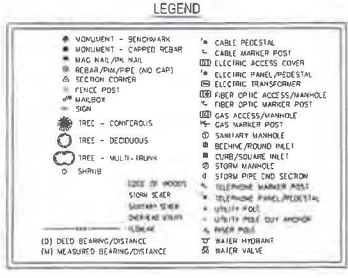 LEGEND
MONUMENT - BENCHMARK
MONUMENT - CAPPED REBAR
MAG NAIL/PK NAIL
REBAR/PIN/PIPE (NO CAP)
SECTION CORNER
FENCE POST
MAILBOX
SIGN
TREE - CONIFEROUS
TREE - DECIDUOUS
TREE - MULTI-TRUNK
SHRUB
EDGE OF WOODS
STORM SEWER
SANITARY SEWER
OVERHEAD UTILITY
(D) DEED BEARING/DISTANCE
(M) MEASURED BEARING/DISTANCE
CABLE PEDESTAL
CABLE MARKER POST
ELECTRIC ACCESS COVER
ELECTRIC PANEL/PEDESTAL
ELECTRIC TRANSFORMER
FIBER OPTIC ACCESS/MANHOLE
FIBER OPTIC MARKER POST
GAS ACCESS/MANHOLE
GAS MARKER POST
SANITARY MANHOLE
BEEHIVE/ROUND INLET
CURB/SQUARE INLET
STORM MANHOLE
STORM PIPE END SECTION
TELEPHONE MARKER POST
TELEPHONE PANEL/PEDESTAL
UTILITY POLE
UTILITY POLE GUY ANCHOR
RISER POLE
WATER HYDRANT
WATER VALVE